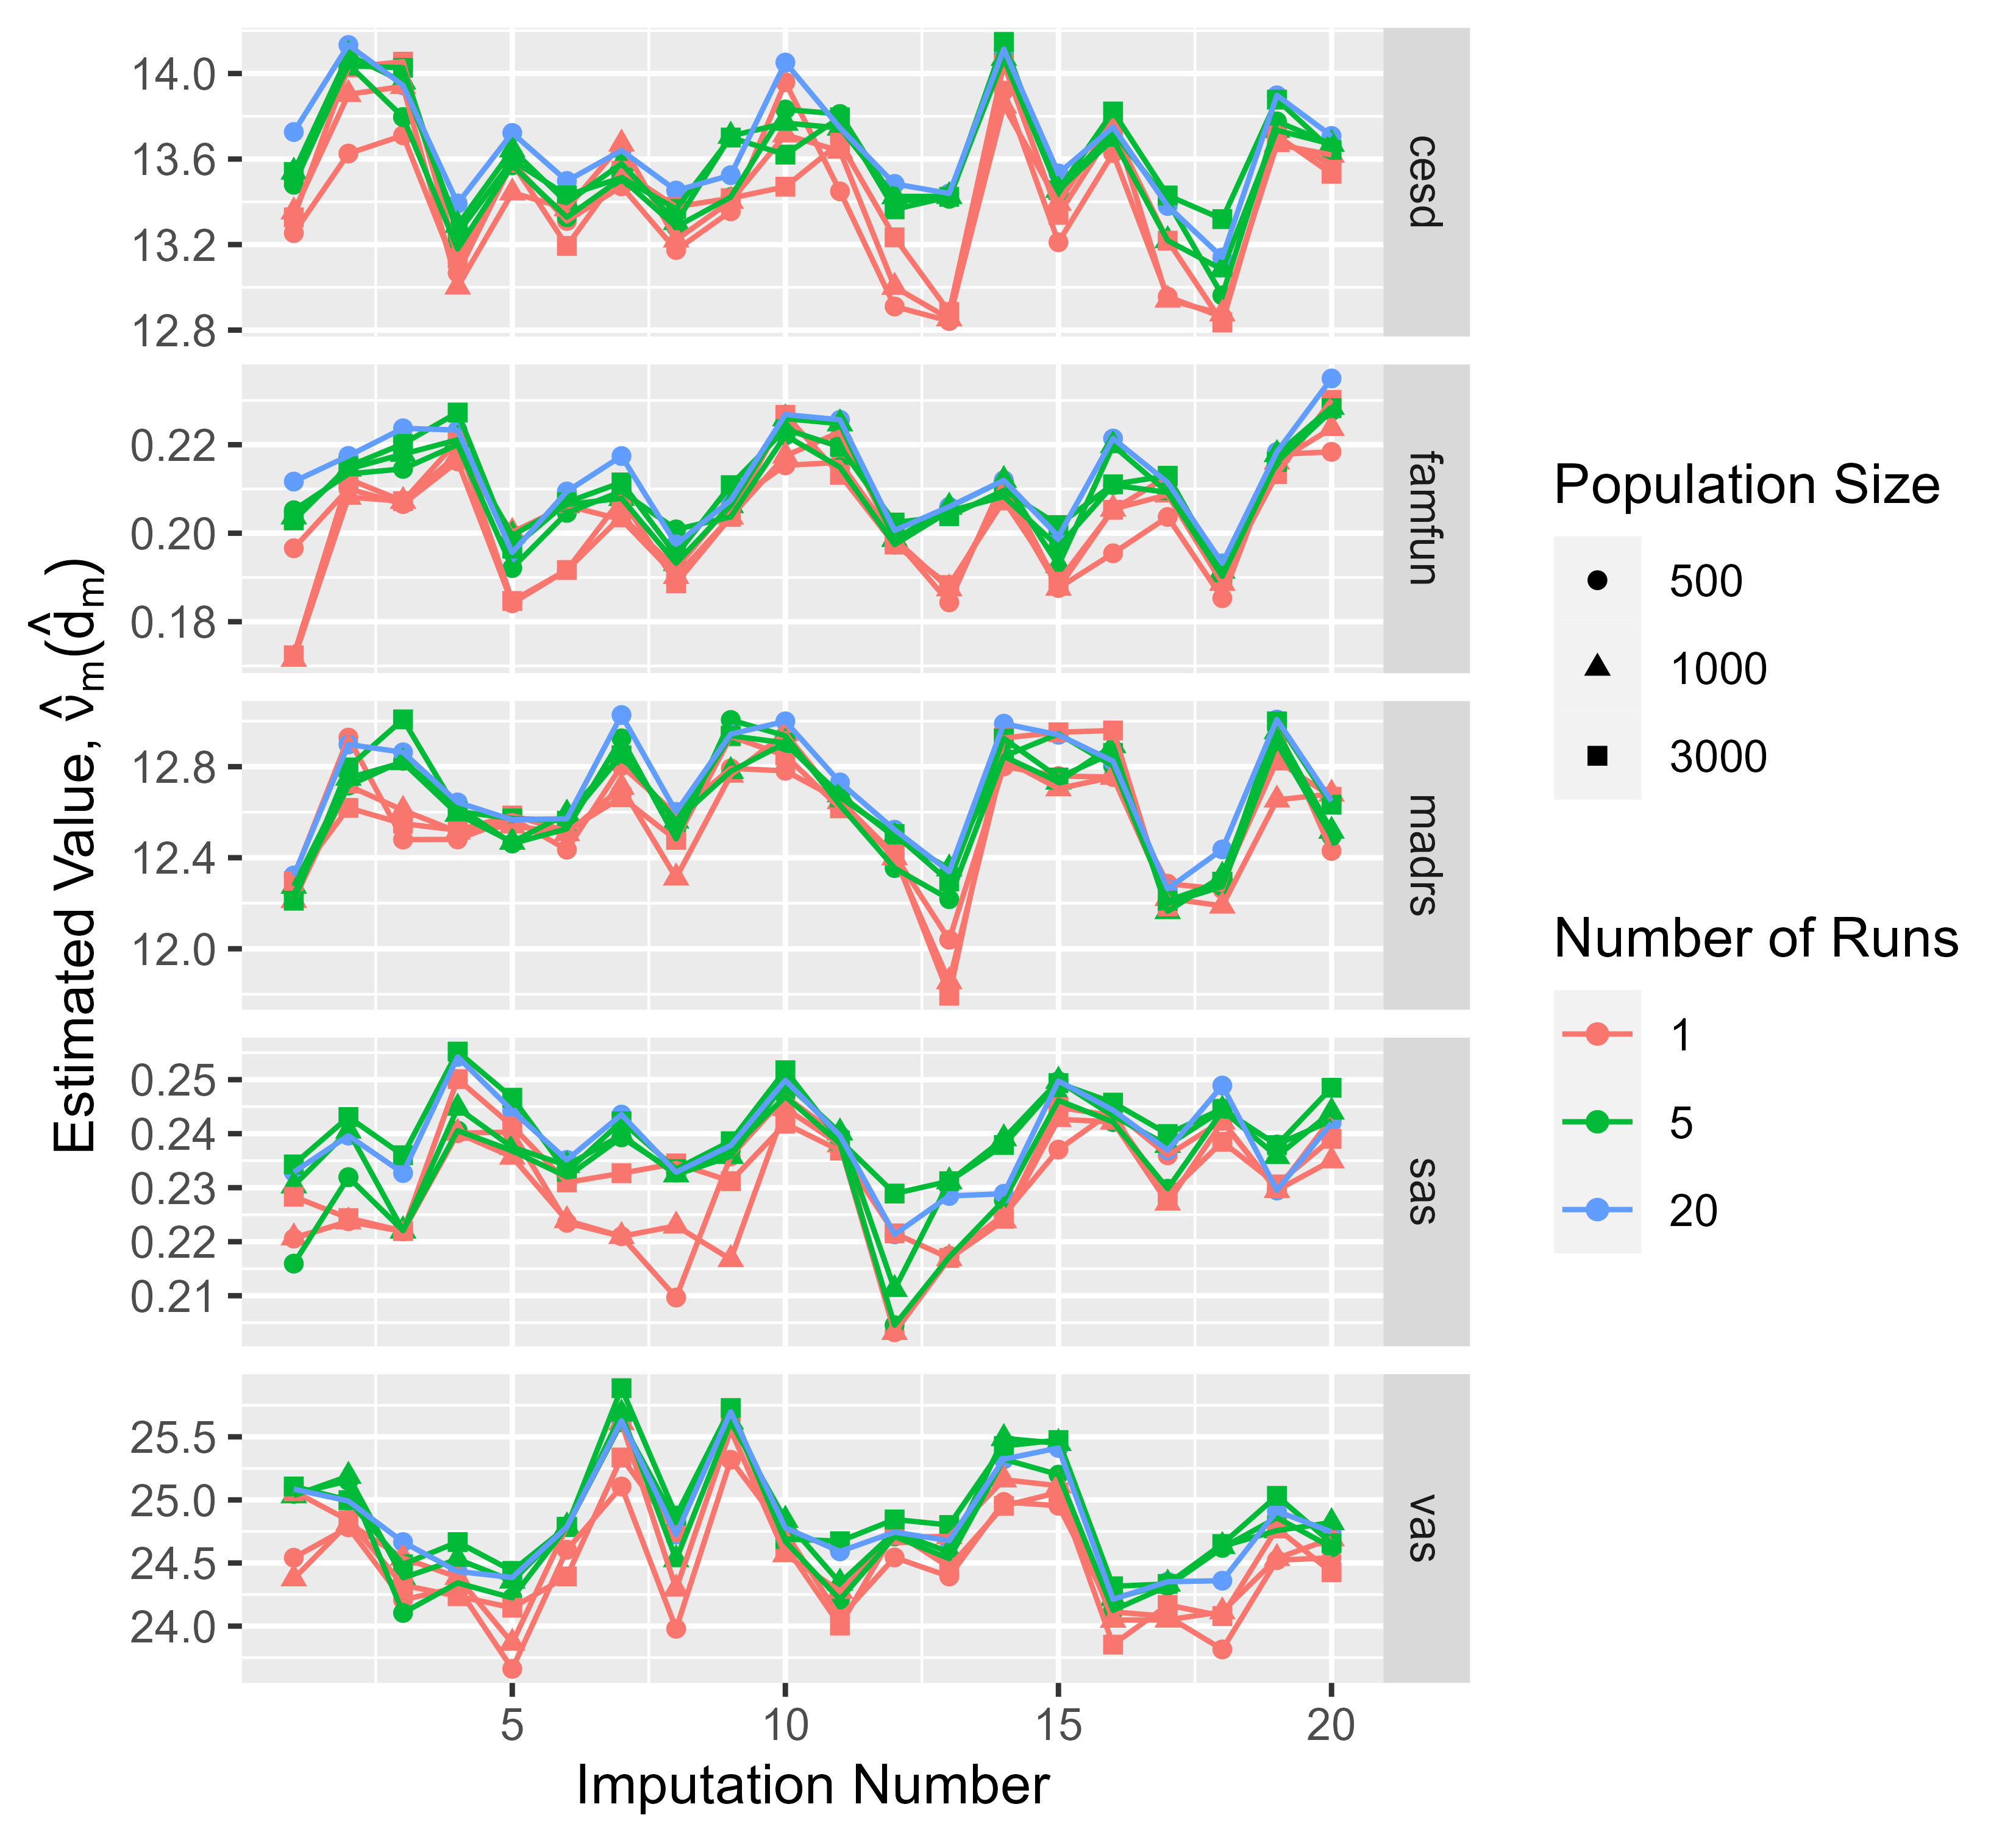 14.0
13.6
13.2
12.8
cesd
0.22
0.20
0.18
famfun
12.8
12.4
12.0
madrs
0.25
0.24
0.23
0.22
0.21
sas
25.5
25.0
24.5
24.0
vas
5 10 15 20
Imputation Number
Estimated Value, ν̂m(d̂m)
Population Size
500
1000
3000
Number of Runs
1
5
20